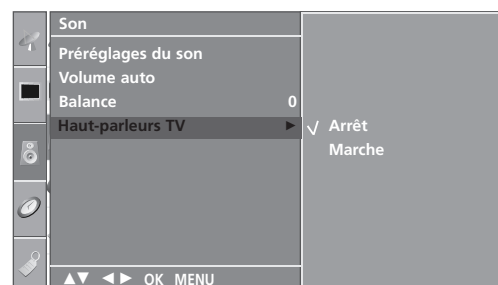 Son
Préréglages du son
Volume auto
Balance 0
Haut-parleurs TV ► √ Arrêt
Marche
▲▼ ◄► OK MENU